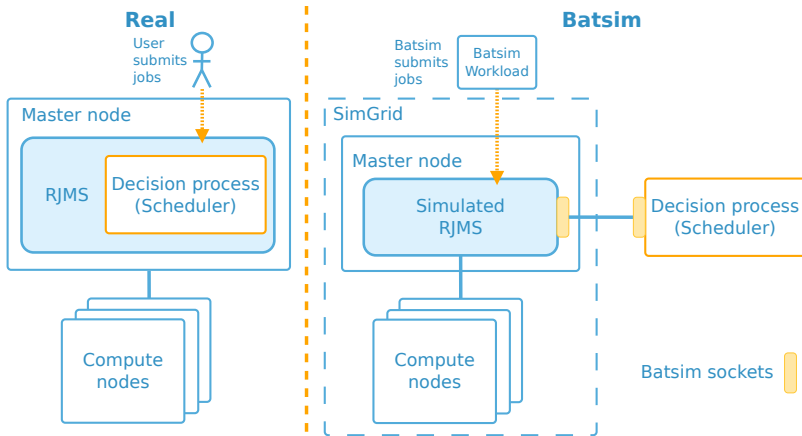 Real
User
submits
jobs
Master node
RJMS
Decision process
(Scheduler)
Compute
nodes
Batsim
Batsim
submits
jobs
Batsim
Workload
SimGrid
Master node
Simulated
RJMS
Decision process
(Scheduler)
Compute
nodes
Batsim sockets